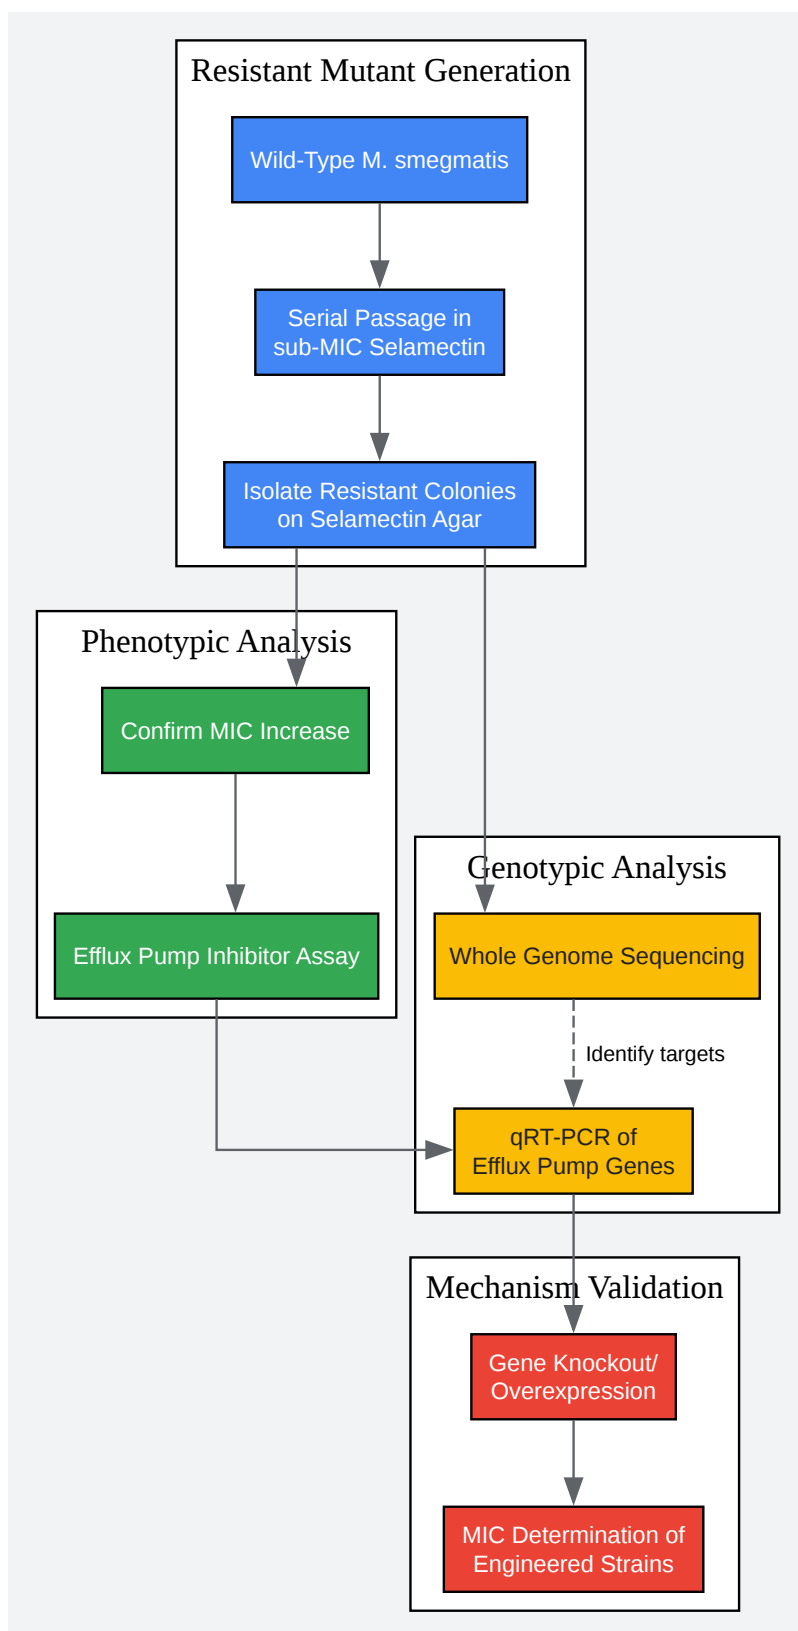 Resistant Mutant Generation
Wild-Type M. smegmatis
Serial Passage in
sub-MIC Selamectin
Isolate Resistant Colonies
on Selamectin Agar
Phenotypic Analysis
Confirm MIC Increase
Efflux Pump Inhibitor Assay
Genotypic Analysis
Whole Genome Sequencing
Identify targets
qRT-PCR of
Efflux Pump Genes
Mechanism Validation
Gene Knockout/
Overexpression
MIC Determination of
Engineered Strains